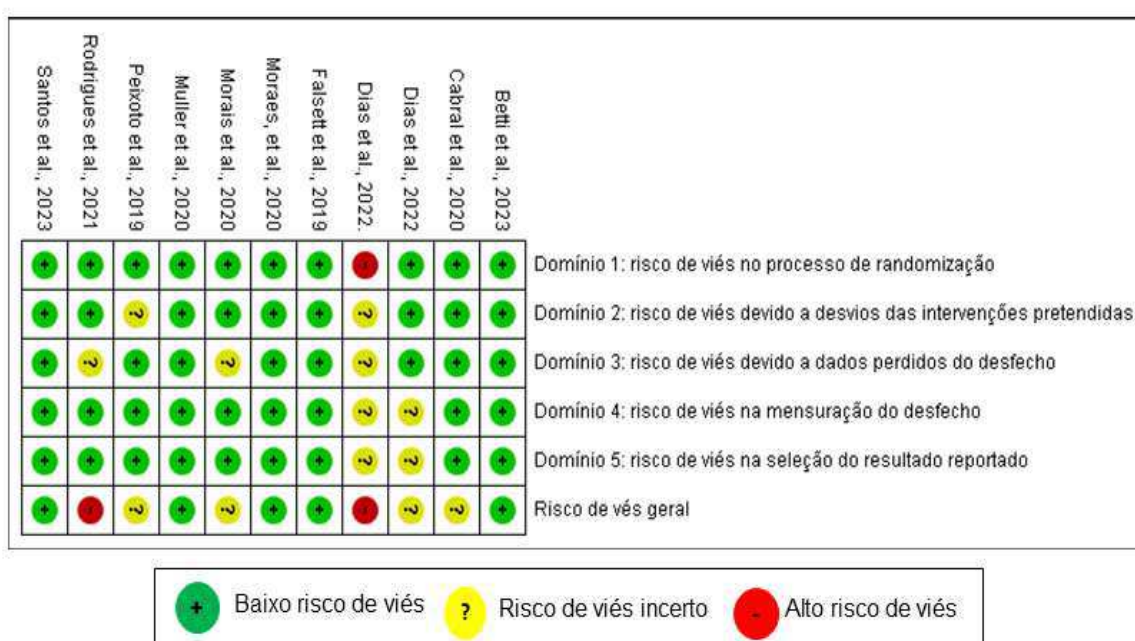 Santos et al., 2023
Rodrigues et al., 2021
Peixoto et al., 2019
Muller et al., 2020
Morais et al., 2020
Moraes, et al., 2020
Falsett et al., 2019
Dias et al., 2022.
Dias et al., 2022
Cabral et al., 2020
Betti et al., 2023
+ + + + + + + - + + + Domínio 1: risco de viés no processo de randomização
+ + ? + + + + ? + + + Domínio 2: risco de viés devido a desvios das intervenções pretendidas
+ ? + + ? + + ? + + + Domínio 3: risco de viés devido a dados perdidos do desfecho
+ + + + + + + ? ? + + Domínio 4: risco de viés na mensuração do desfecho
+ + + + + + + ? ? + + Domínio 5: risco de viés na seleção do resultado reportado
+ - ? + ? + + - ? ? + Risco de vés geral
+ Baixo risco de viés ? Risco de viés incerto - Alto risco de viés